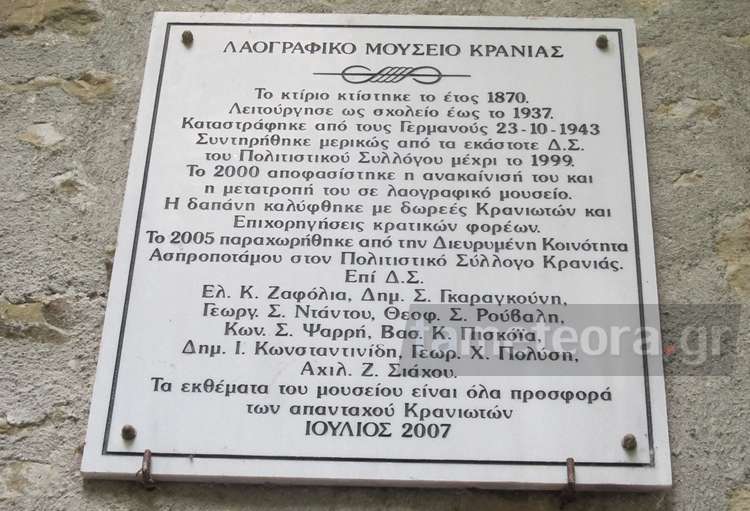 ΛΑΟΓΡΑΦΙΚΟ ΜΟΥΣΕΙΟ ΚΡΑΝΙΑΣ
Το κτίριο κτίστηκε το έτος 1870.
Λειτούργησε ως σχολείο έως το 1937.
Καταστράφηκε από τους Γερμανούς 23-10-1943
Συντηρήθηκε μερικώς από τα εκάστοτε Δ.Σ.
του Πολιτιστικού Συλλόγου μέχρι το 1999.
Το 2000 αποφασίστηκε η ανακαίνισή του και
η μετατροπή του σε λαογραφικό μουσείο.
Η δαπάνη καλύφθηκε με δωρεές Κρανιωτών και
Επιχορηγήσεις κρατικών φορέων.
Το 2005 παραχωρήθηκε από την Διευρυμένη Κοινότητα
Ασπροποτάμου στον Πολιτιστικό Σύλλογο Κρανιάς.
Επί Δ.Σ.
Ελ. Κ. Ζαφόλια, Δημ. Σ. Γκαραγκούνη,
Γεωργ. Σ. Ντάντου, Θεοφ. Σ. Ρούβαλη,
Κων. Σ. Ψαρρή, Βασ. Κ. Πισκόϊα,
Δημ. Ι. Κωνσταντινίδη, Γεωρ. Χ. Πολύση,
Αχιλ. Ζ. Σιάχου.
Τα εκθέματα του μουσείου είναι όλα προσφορά
των απανταχού Κρανιωτών
ΙΟΥΛΙΟΣ 2007
tameteora.gr